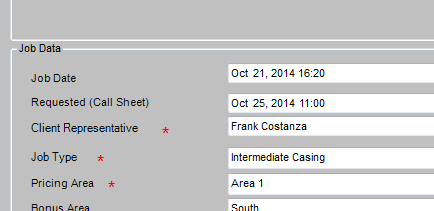 Job Data
Job Date Oct 21, 2014 16:20
Requested (Call Sheet) Oct 25, 2014 11:00
Client Representative * Frank Costanza
Job Type * Intermediate Casing
Pricing Area * Area 1
Bonus Area South